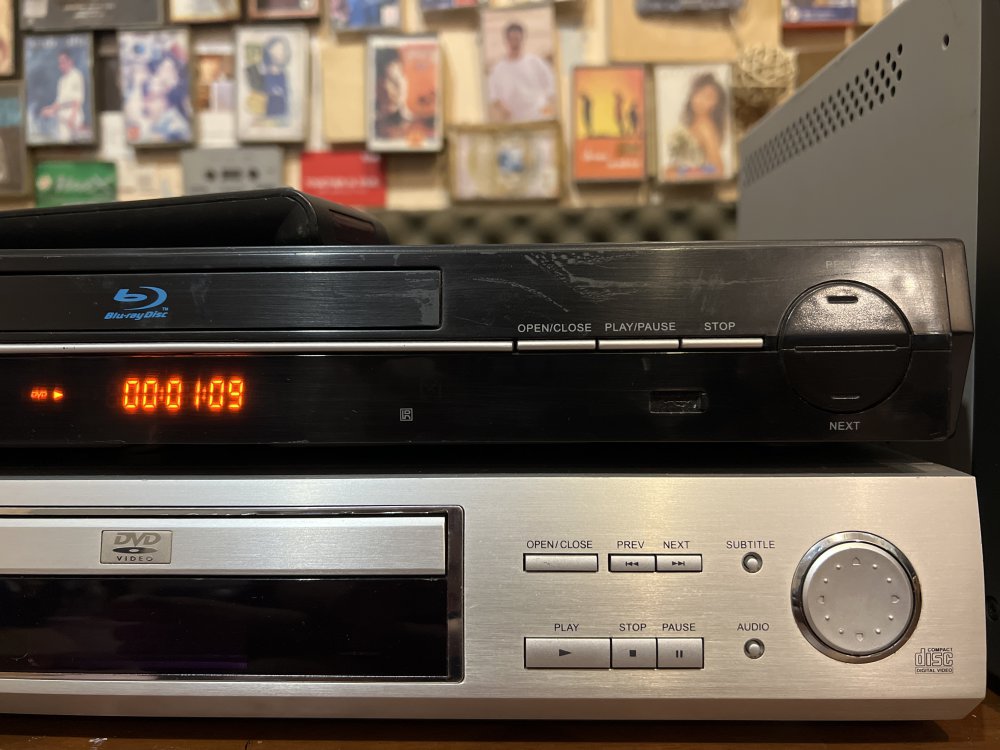 Blu-ray Disc™
OPEN/CLOSE PLAY/PAUSE STOP
DVD 00:01:09
NEXT
DVD
VIDEO
OPEN/CLOSE PREV NEXT SUBTITLE
PLAY STOP PAUSE AUDIO
COMPACT
disc
DIGITAL VIDEO